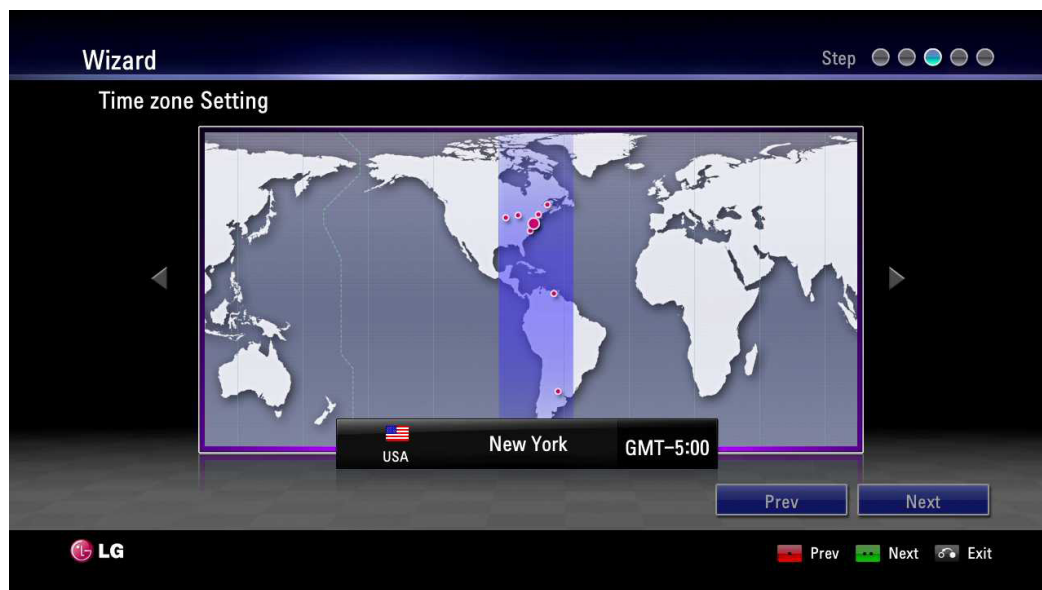 Wizard
Step
Time zone Setting
USA
New York
GMT-5:00
Prev
Next
LG
Prev
Next
Exit